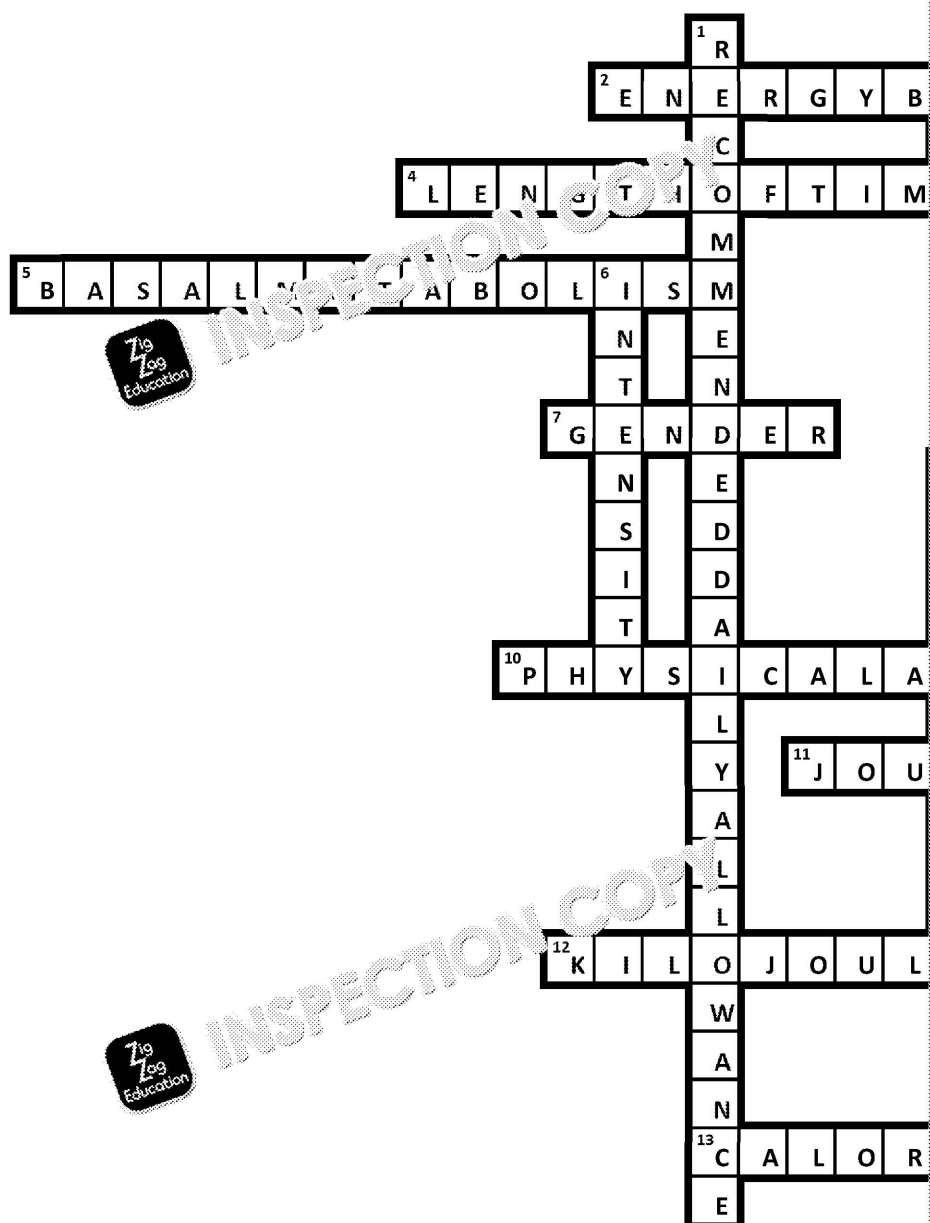 1 R
2 E N E R G Y B
C
4 L E N G T H O F T I M
M
5 B A S A L M E T A B O L 6 I S M
N E
T N
7 G E N D E R
N E
S D
I D
T A
10 P H Y S I C A L A
L
Y 11 J O U
A
L
L
12 K I L O J O U L
W
A
N
13 C A L O R
E
INSPECTION COPY
Zig Zag Education
INSPECTION COPY
Zig Zag Education